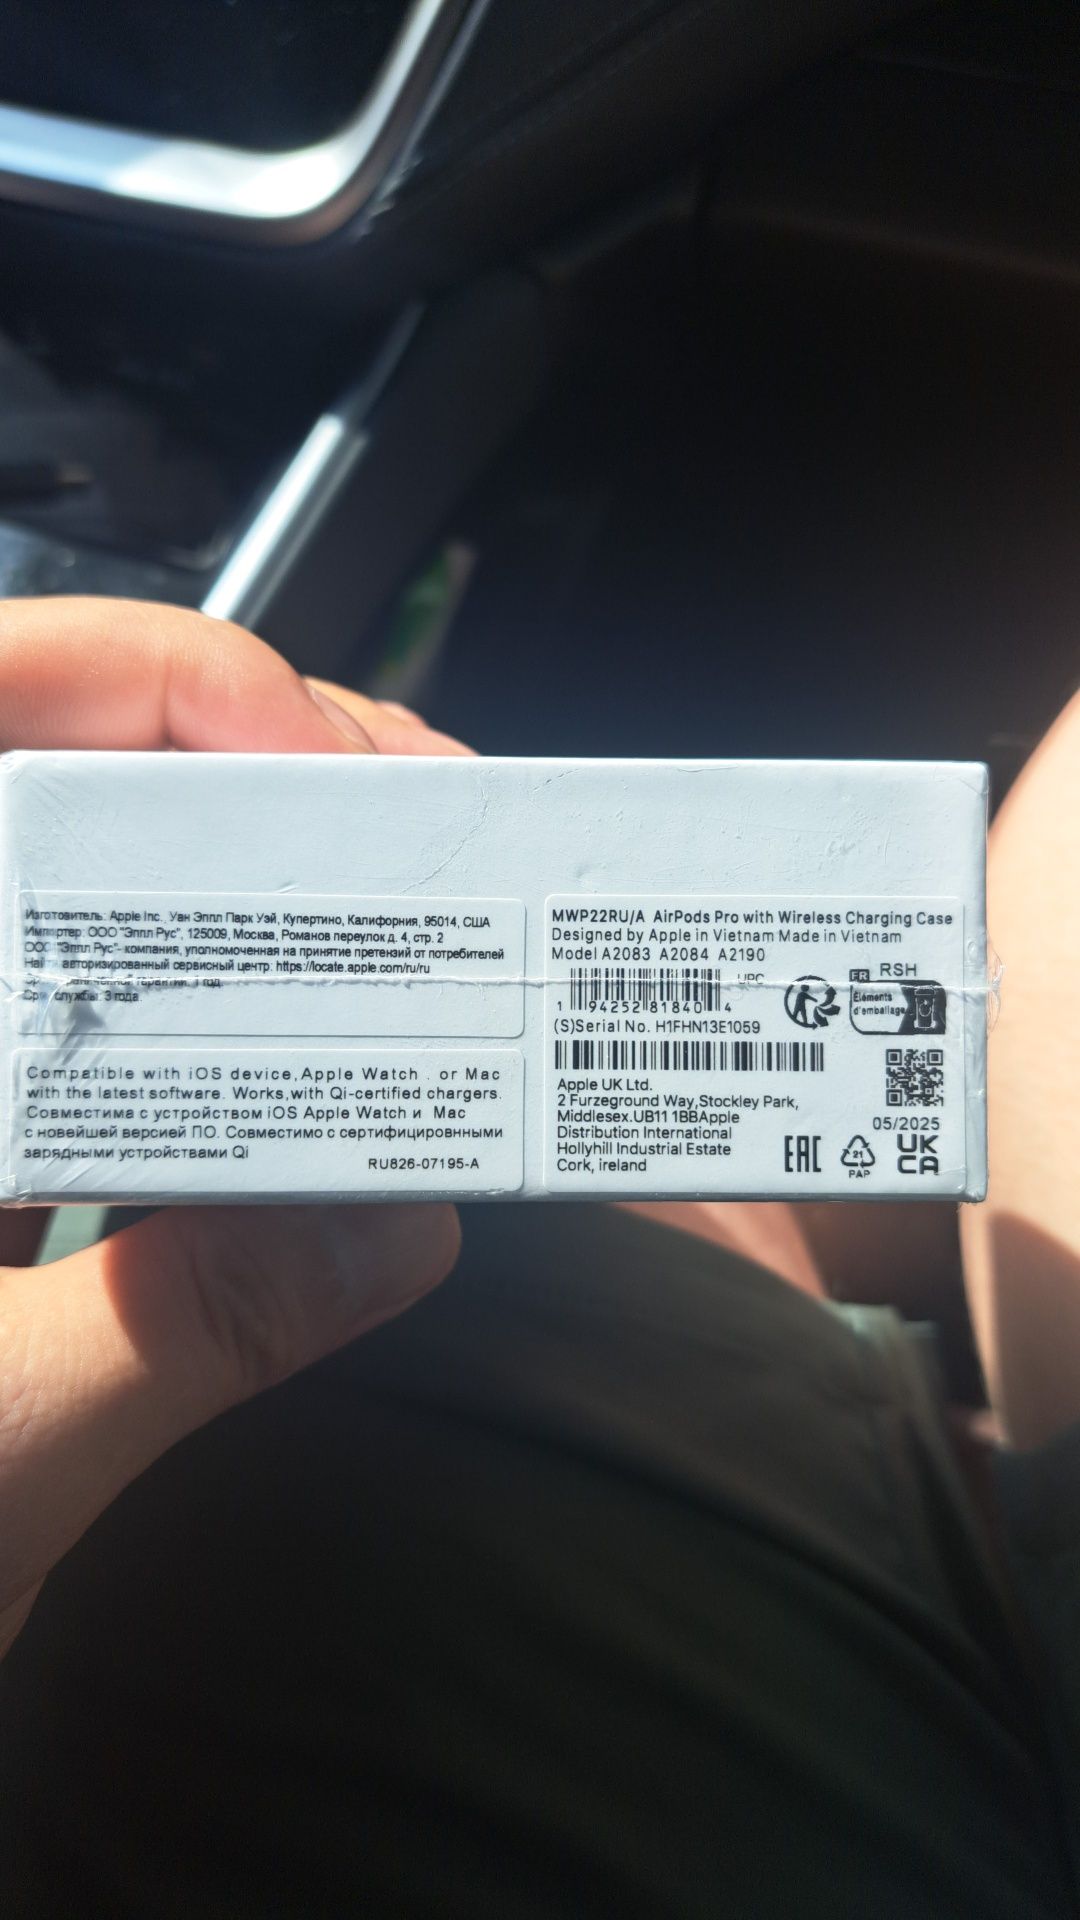 Изготовитель: Apple Inc., Уан Эппл Парк Уэй, Купертино, Калифорния, 95014, США
Импортер: ООО "Эппл Рус", 125009, Москва, Романов переулок д. 4, стр. 2
ООО "Эппл Рус"- компания, уполномоченная на принятие претензий от потребителей
авторизированный сервисный центр: https://locate.apple.com/ru/ru
гарантии: 1 год.
службы: 3 года.
Compatible with iOS device,Apple Watch . or Mac
with the latest software. Works,with Qi-certified chargers.
Совместима с устройством iOS Apple Watch и Mac
с новейшей версией ПО. Совместимо с сертифицировнными
зарядными устройствами Qi
RU826-07195-A
MWP22RU/A AirPods Pro with Wireless Charging Case
Designed by Apple in Vietnam Made in Vietnam
Model A2083 A2084 A2190
UPC
1 94252 81840 4
(S)Serial No. H1FHN13E1059
FR RSH
Éléments
d'emballage
Apple UK Ltd.
2 Furzeground Way,Stockley Park,
Middlesex.UB11 1BBApple
Distribution International
Hollyhill Industrial Estate
Cork, ireland
05/2025
EAC
21
PAP
UK
CA